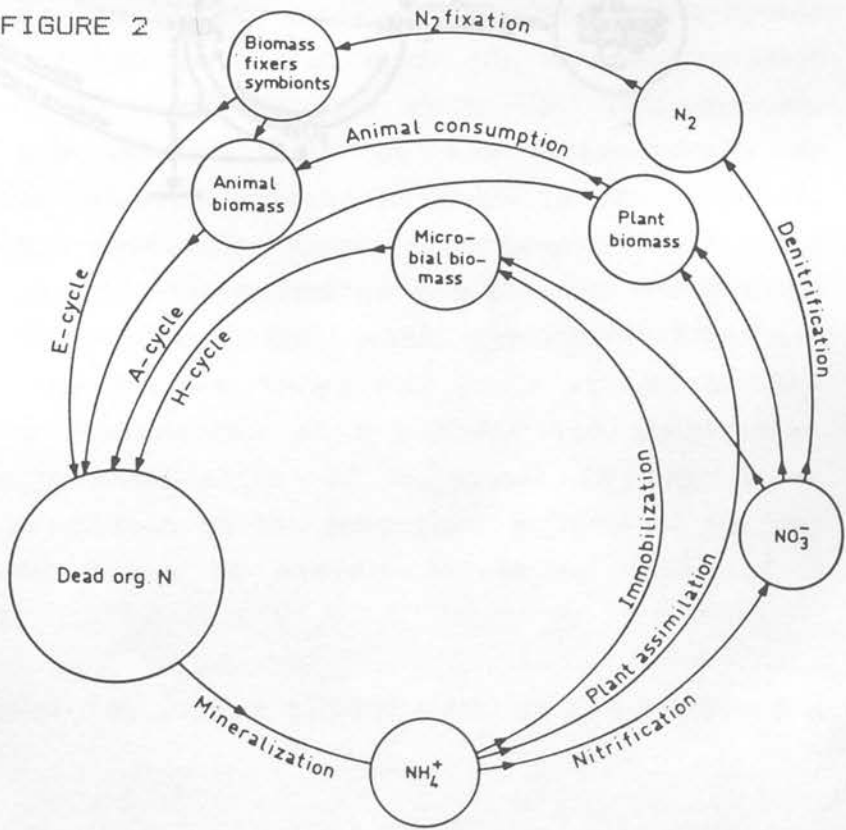 FIGURE 2
N2 fixation
Biomass
fixers
symbionts
N2
Animal consumption
Animal
biomass
Plant
biomass
Micro-
bial bio-
mass
Denitrification
E-cycle
A-cycle
H-cycle
Immobilization
NO3-
Dead org. N
Plant assimilation
Mineralization
Nitrification
NH4+